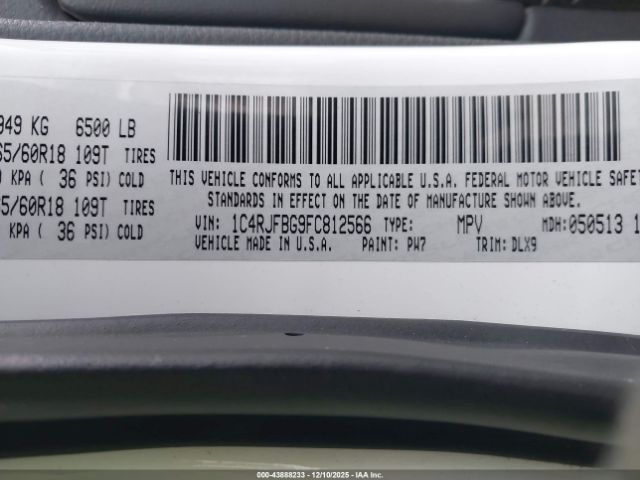 949 KG 6500 LB
65/60R18 109T TIRES
KPA ( 36 PSI) COLD
5/60R18 109T TIRES
KPA ( 36 PSI) COLD
THIS VEHICLE CONFORMS TO ALL APPLICABLE U.S.A. FEDERAL MOTOR VEHICLE SAFET
STANDARDS IN EFFECT ON THE DATE OF MANUFACTURE SHOWN ABOVE.
VIN: 1C4RJFBG9FC812566 TYPE: MPV MDH: 050513 1
VEHICLE MADE IN U.S.A. PAINT: PW7 TRIM: DLX9
000-43888233 - 12/10/2025 - IAA Inc.